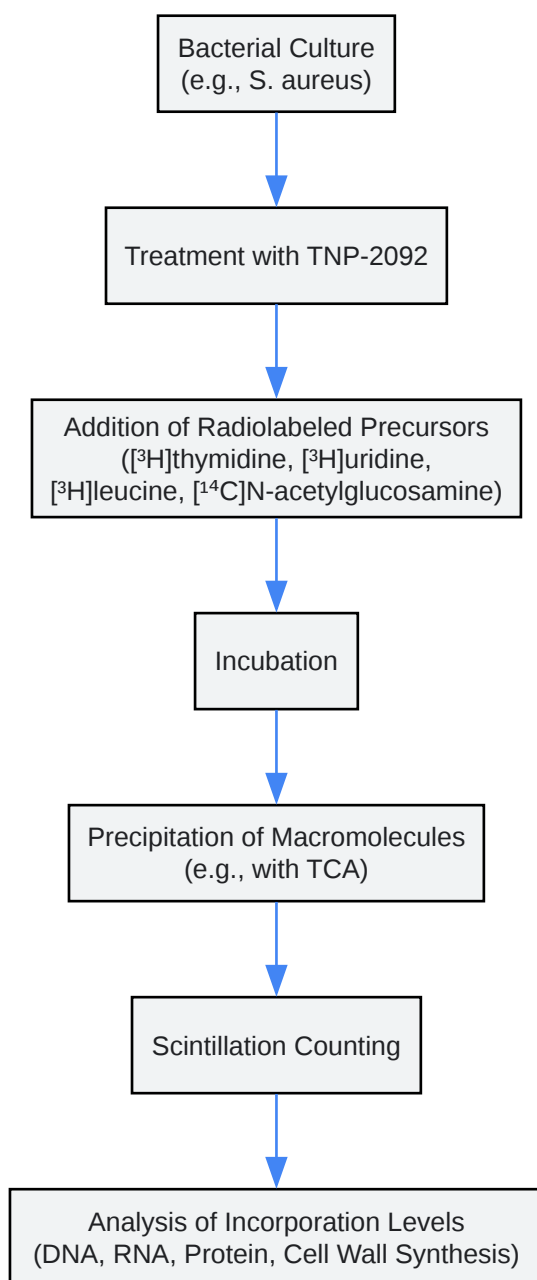 Bacterial Culture
(e.g., S. aureus)
Treatment with TNP-2092
Addition of Radiolabeled Precursors
([³H]thymidine, [³H]uridine,
[³H]leucine, [¹⁴C]N-acetylglucosamine)
Incubation
Precipitation of Macromolecules
(e.g., with TCA)
Scintillation Counting
Analysis of Incorporation Levels
(DNA, RNA, Protein, Cell Wall Synthesis)